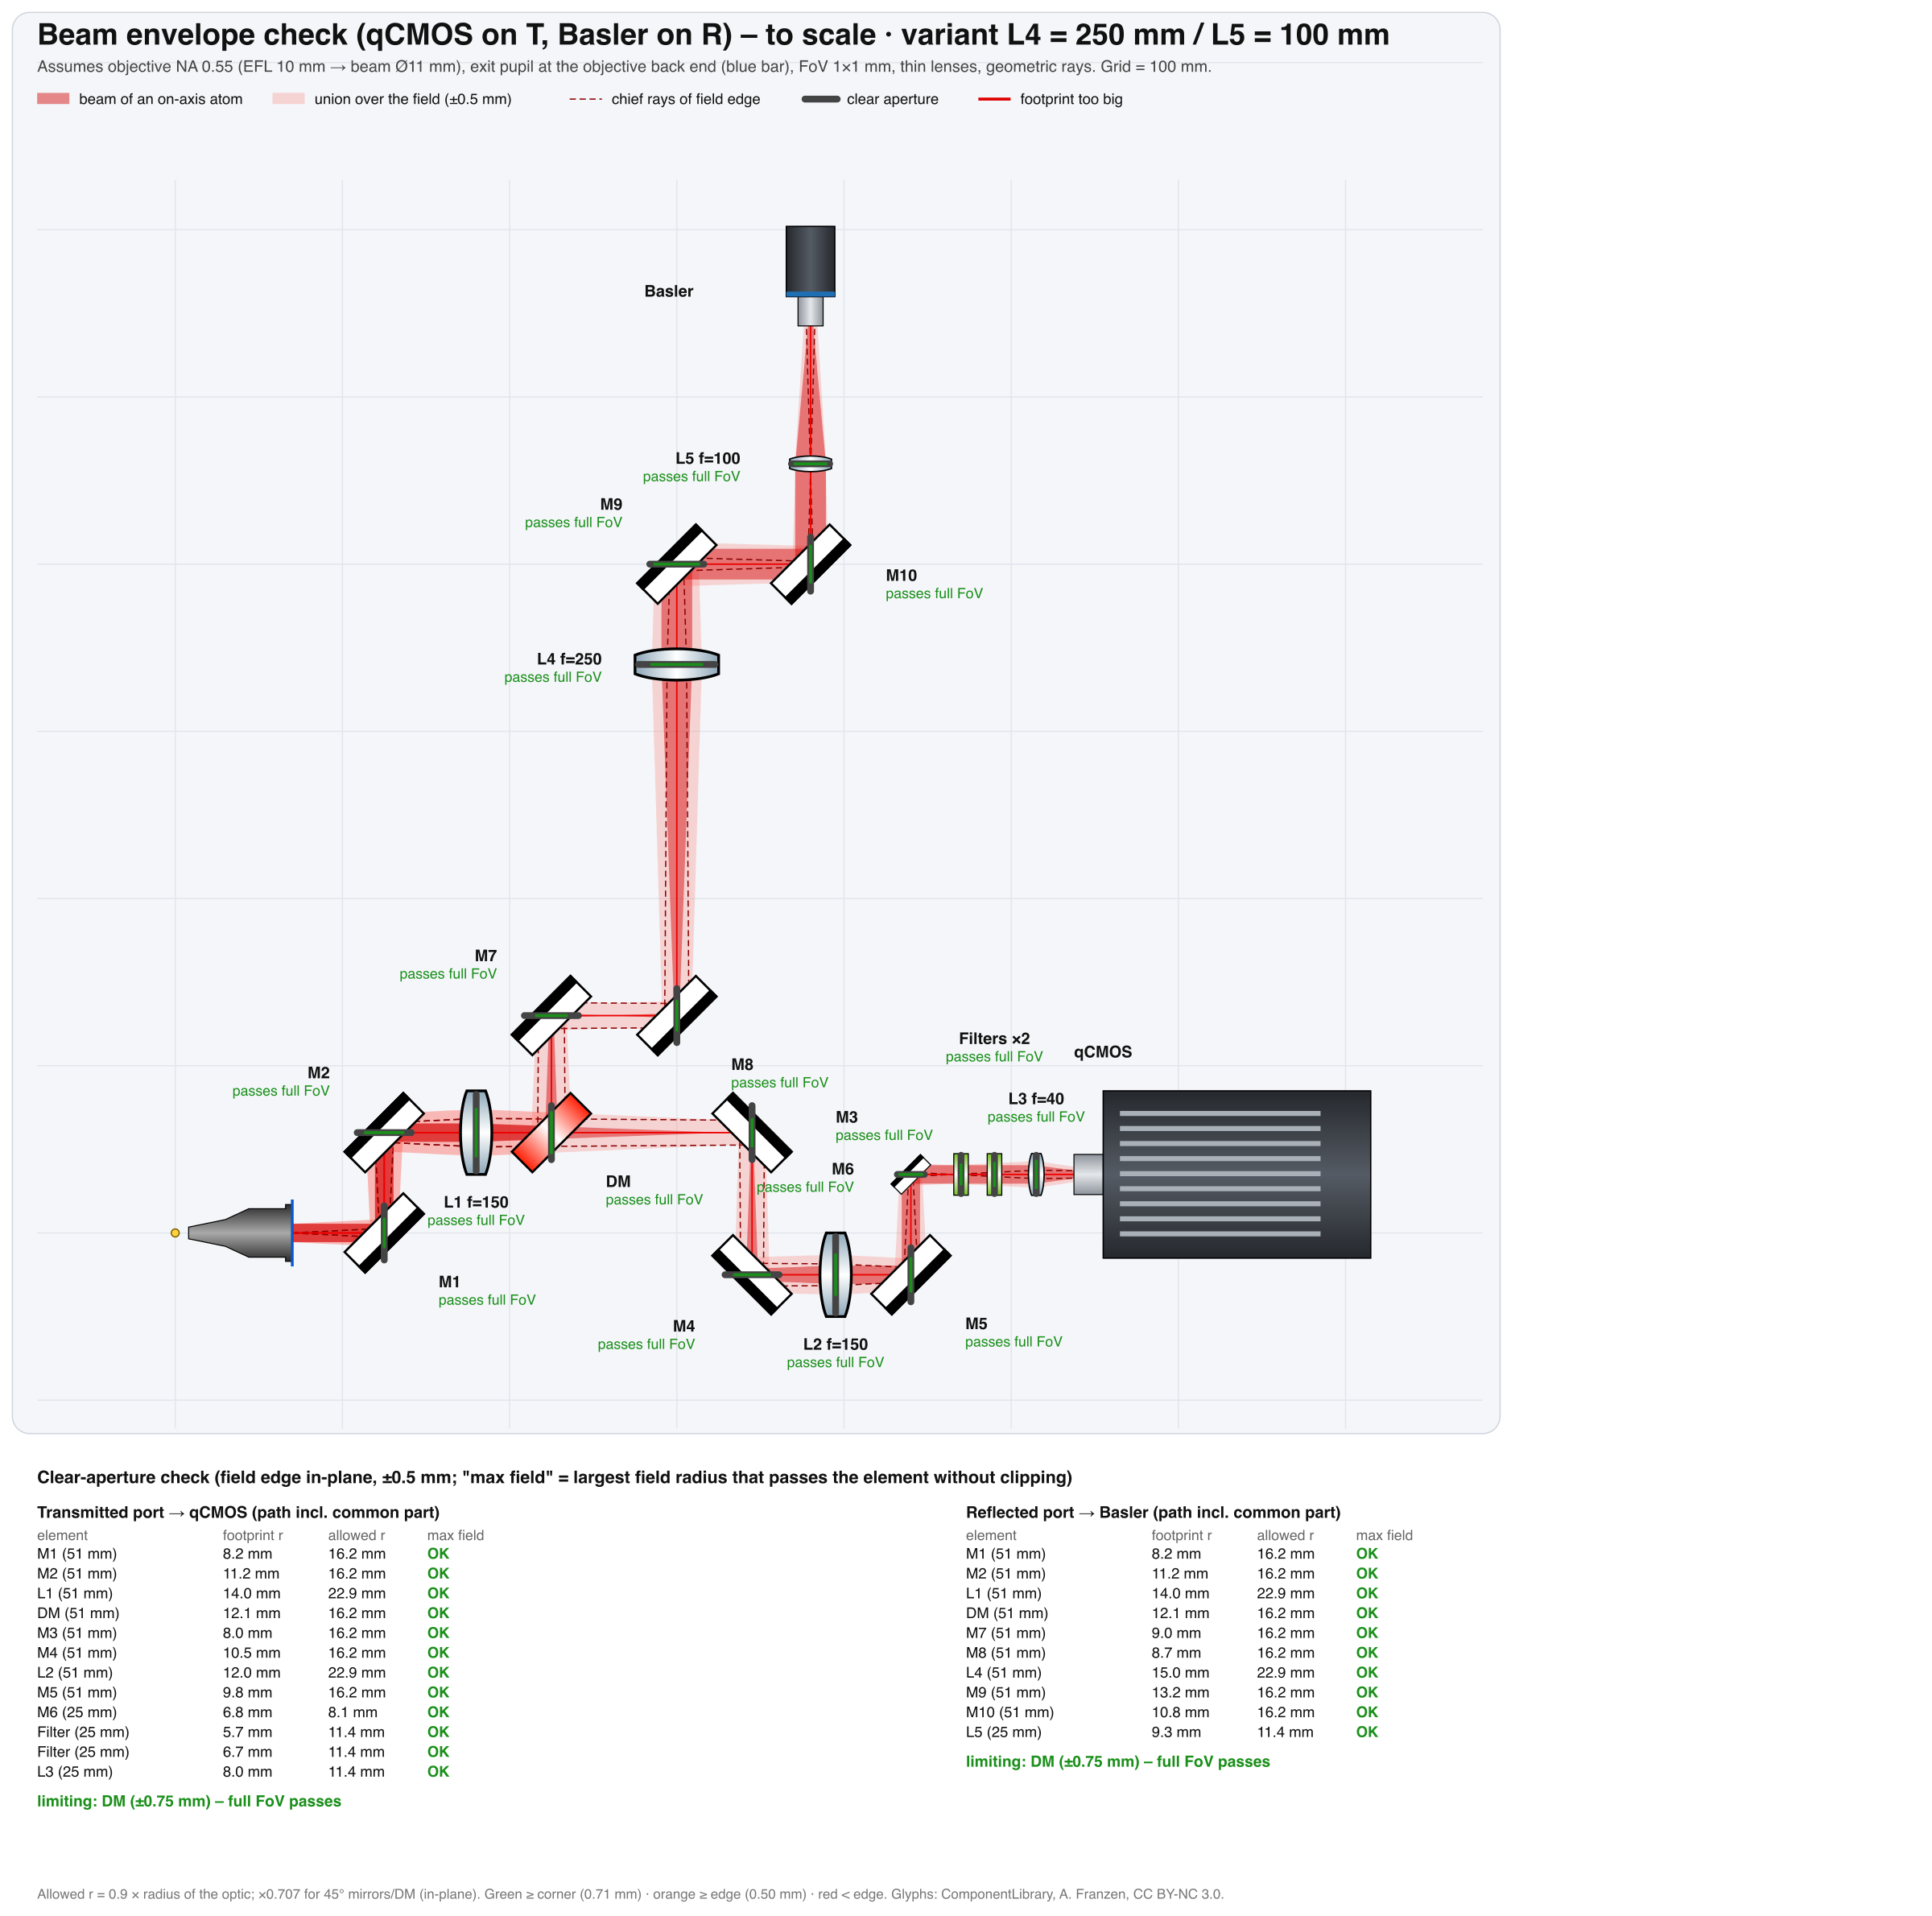 Beam envelope check (qCMOS on T, Basler on R) – to scale · variant L4 = 250 mm / L5 = 100 mm
Assumes objective NA 0.55 (EFL 10 mm → beam Ø11 mm), exit pupil at the objective back end (blue bar), FoV 1×1 mm, thin lenses, geometric rays. Grid = 100 mm.
beam of an on-axis atom
union over the field (±0.5 mm)
chief rays of field edge
clear aperture
footprint too big
Basler
L5 f=100
passes full FoV
M9
passes full FoV
M10
passes full FoV
L4 f=250
passes full FoV
M7
passes full FoV
M2
passes full FoV
M8
passes full FoV
Filters ×2
passes full FoV
qCMOS
L3 f=40
passes full FoV
M3
passes full FoV
M6
passes full FoV
DM
passes full FoV
L1 f=150
passes full FoV
M1
passes full FoV
M4
passes full FoV
L2 f=150
passes full FoV
M5
passes full FoV
Clear-aperture check (field edge in-plane, ±0.5 mm; "max field" = largest field radius that passes the element without clipping)
Transmitted port → qCMOS (path incl. common part)
element footprint r allowed r max field
M1 (51 mm) 8.2 mm 16.2 mm OK
M2 (51 mm) 11.2 mm 16.2 mm OK
L1 (51 mm) 14.0 mm 22.9 mm OK
DM (51 mm) 12.1 mm 16.2 mm OK
M3 (51 mm) 8.0 mm 16.2 mm OK
M4 (51 mm) 10.5 mm 16.2 mm OK
L2 (51 mm) 12.0 mm 22.9 mm OK
M5 (51 mm) 9.8 mm 16.2 mm OK
M6 (25 mm) 6.8 mm 8.1 mm OK
Filter (25 mm) 5.7 mm 11.4 mm OK
Filter (25 mm) 6.7 mm 11.4 mm OK
L3 (25 mm) 8.0 mm 11.4 mm OK
limiting: DM (±0.75 mm) – full FoV passes
Reflected port → Basler (path incl. common part)
element footprint r allowed r max field
M1 (51 mm) 8.2 mm 16.2 mm OK
M2 (51 mm) 11.2 mm 16.2 mm OK
L1 (51 mm) 14.0 mm 22.9 mm OK
DM (51 mm) 12.1 mm 16.2 mm OK
M7 (51 mm) 9.0 mm 16.2 mm OK
M8 (51 mm) 8.7 mm 16.2 mm OK
L4 (51 mm) 15.0 mm 22.9 mm OK
M9 (51 mm) 13.2 mm 16.2 mm OK
M10 (51 mm) 10.8 mm 16.2 mm OK
L5 (25 mm) 9.3 mm 11.4 mm OK
limiting: DM (±0.75 mm) – full FoV passes
Allowed r = 0.9 × radius of the optic; ×0.707 for 45° mirrors/DM (in-plane). Green ≥ corner (0.71 mm) · orange ≥ edge (0.50 mm) · red < edge. Glyphs: ComponentLibrary, A. Franzen, CC BY-NC 3.0.